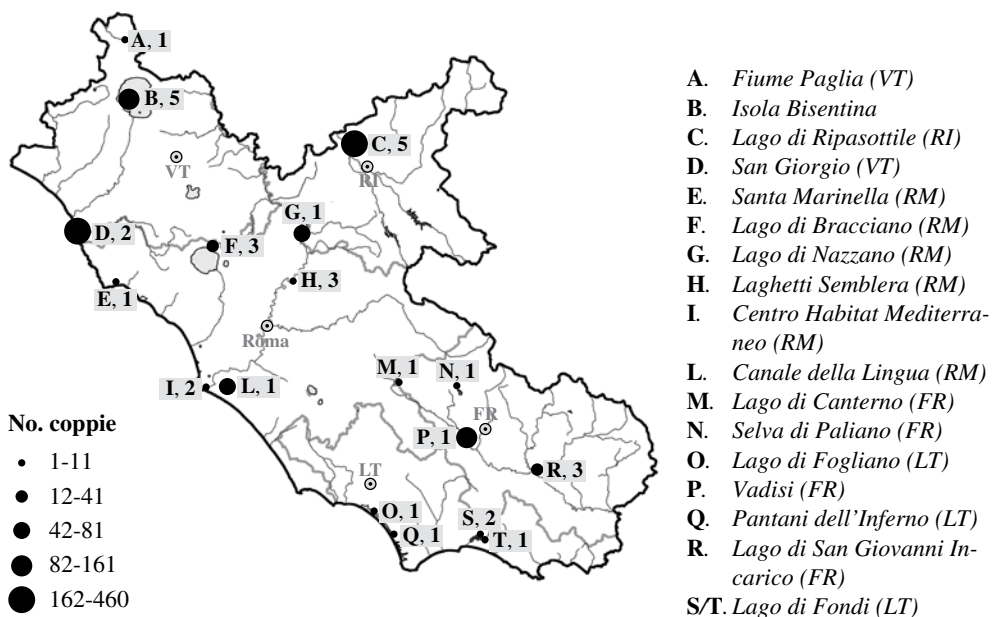 A, 1
B, 5
VT
C, 5
RI
D, 2
G, 1
F, 3
E, 1
H, 3
Roma
I, 2
L, 1
M, 1
N, 1
FR
P, 1
R, 3
LT
O, 1
Q, 1
S, 2
T, 1
No. coppie
1-11
12-41
42-81
82-161
162-460
A. Fiume Paglia (VT)
B. Isola Bisentina
C. Lago di Ripasottile (RI)
D. San Giorgio (VT)
E. Santa Marinella (RM)
F. Lago di Bracciano (RM)
G. Lago di Nazzano (RM)
H. Laghetti Semblera (RM)
I. Centro Habitat Mediterra-
neo (RM)
L. Canale della Lingua (RM)
M. Lago di Canterno (FR)
N. Selva di Paliano (FR)
O. Lago di Fogliano (LT)
P. Vadisi (FR)
Q. Pantani dell'Inferno (LT)
R. Lago di San Giovanni In-
carico (FR)
S/T. Lago di Fondi (LT)